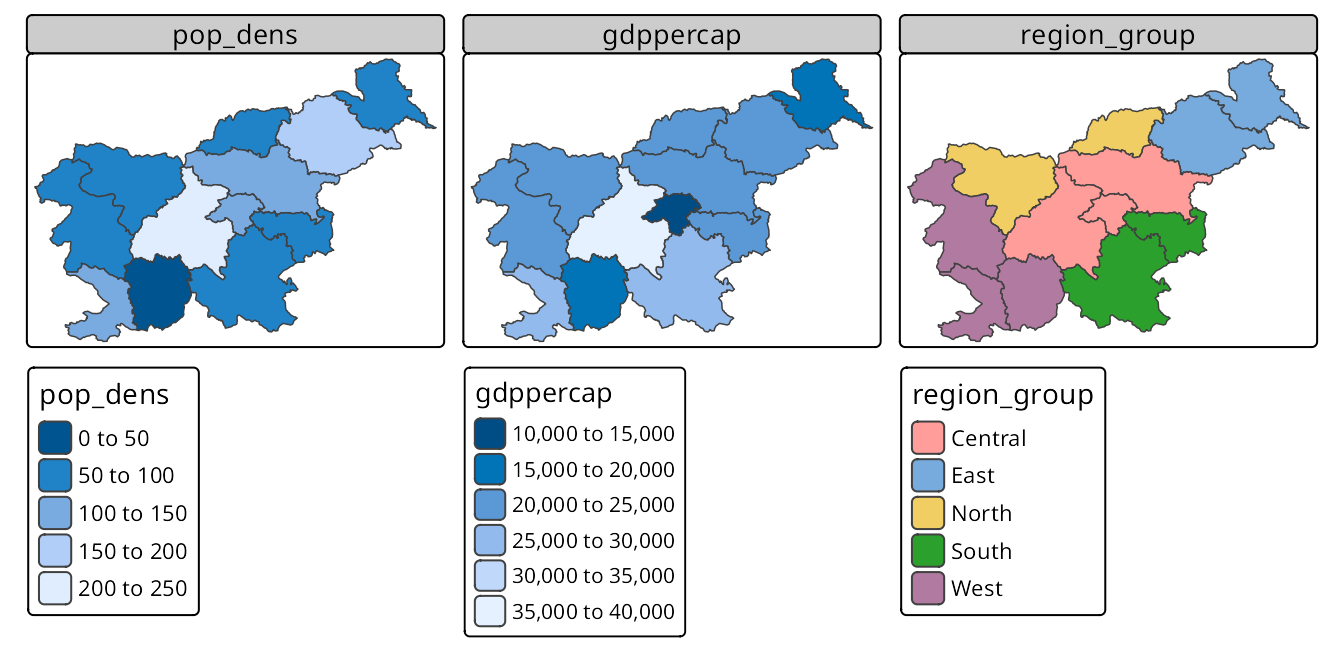 pop_dens
gdppercap
region_group
pop_dens
0 to 50
50 to 100
100 to 150
150 to 200
200 to 250
gdppercap
10,000 to 15,000
15,000 to 20,000
20,000 to 25,000
25,000 to 30,000
30,000 to 35,000
35,000 to 40,000
region_group
Central
East
North
South
West